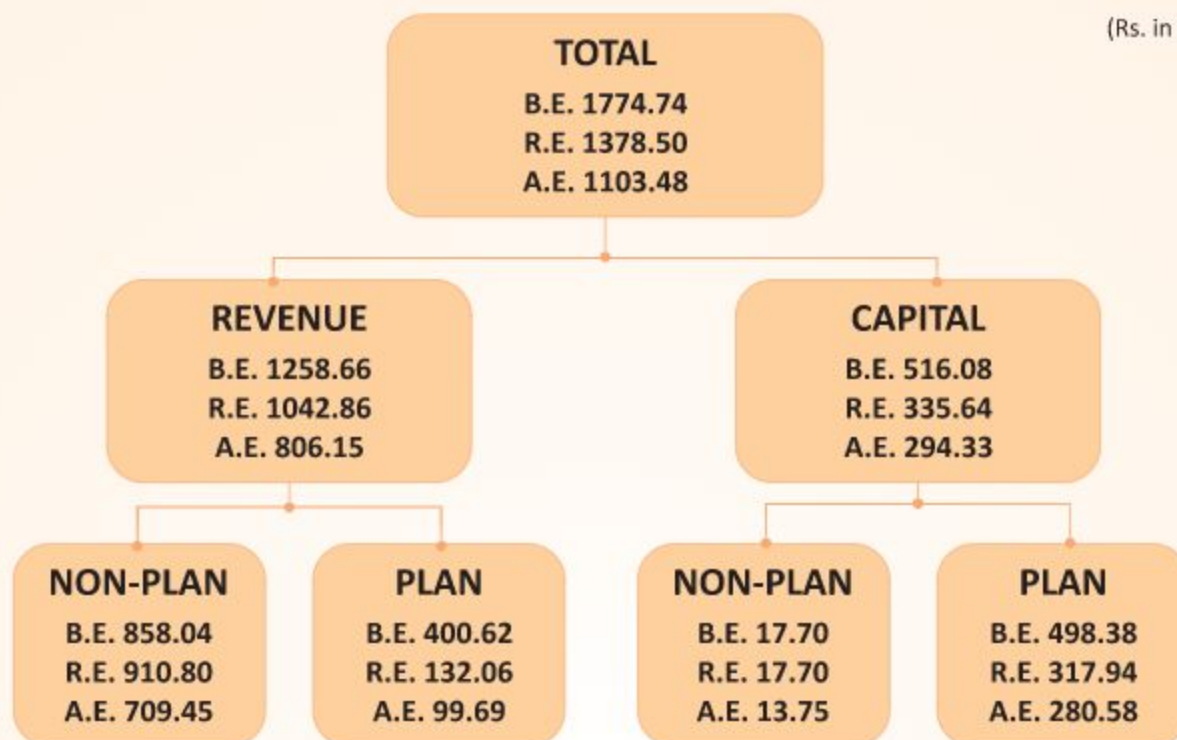 (Rs. in
TOTAL
B.E. 1774.74
R.E. 1378.50
A.E. 1103.48
REVENUE
B.E. 1258.66
R.E. 1042.86
A.E. 806.15
CAPITAL
B.E. 516.08
R.E. 335.64
A.E. 294.33
NON-PLAN
B.E. 858.04
R.E. 910.80
A.E. 709.45
PLAN
B.E. 400.62
R.E. 132.06
A.E. 99.69
NON-PLAN
B.E. 17.70
R.E. 17.70
A.E. 13.75
PLAN
B.E. 498.38
R.E. 317.94
A.E. 280.58